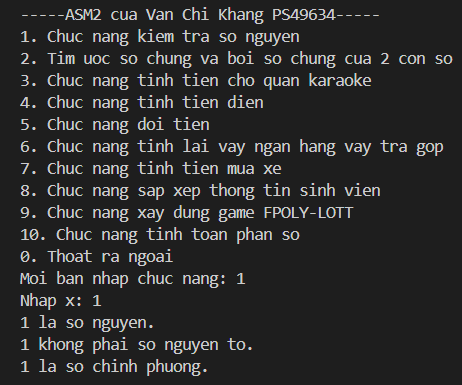 -----ASM2 cua Van Chi Khang PS49634-----
1. Chuc nang kiem tra so nguyen
2. Tim uoc so chung va boi so chung cua 2 con so
3. Chuc nang tinh tien cho quan karaoke
4. Chuc nang tinh tien dien
5. Chuc nang doi tien
6. Chuc nang tinh lai vay ngan hang vay tra gop
7. Chuc nang tinh tien mua xe
8. Chuc nang sap xep thong tin sinh vien
9. Chuc nang xay dung game FPOLY-LOTT
10. Chuc nang tinh toan phan so
0. Thoat ra ngoai
Moi ban nhap chuc nang: 1
Nhap x: 1
1 la so nguyen.
1 khong phai so nguyen to.
1 la so chinh phuong.